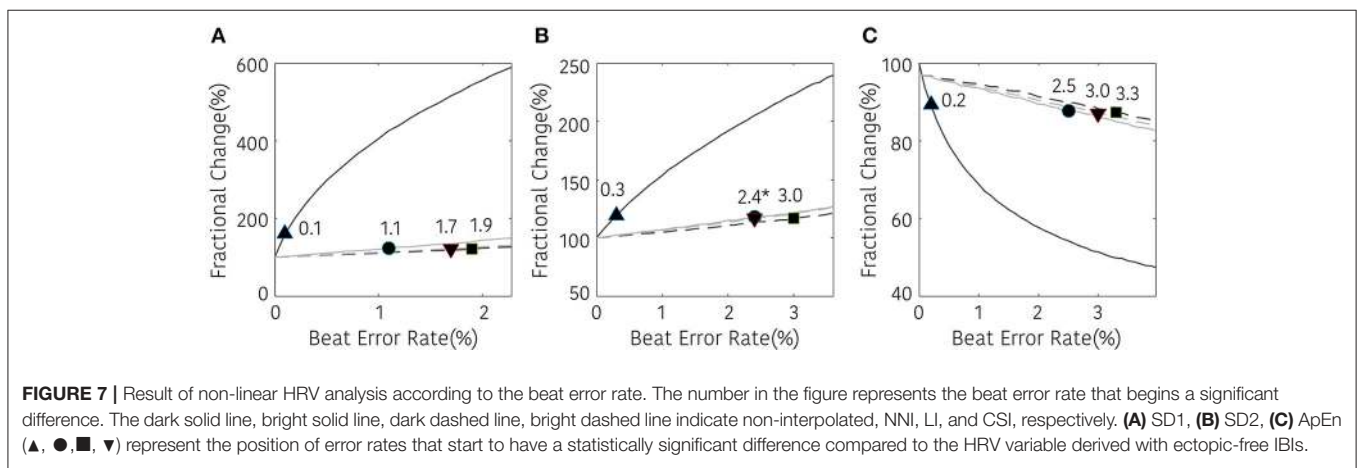 A
B
C
600
400
200
0
Fractional Change(%)
0.1
1.1
1.7
1.9
0
1
2
Beat Error Rate(%)
250
200
150
100
50
Fractional Change(%)
0.3
2.4*
3.0
0
1
2
3
Beat Error Rate(%)
100
80
60
40
Fractional Change(%)
0.2
2.5
3.0
3.3
0
1
2
3
Beat Error Rate(%)
FIGURE 7 | Result of non-linear HRV analysis according to the beat error rate. The number in the figure represents the beat error rate that begins a significant
difference. The dark solid line, bright solid line, dark dashed line, bright dashed line indicate non-interpolated, NNI, LI, and CSI, respectively. (A) SD1, (B) SD2, (C) ApEn
(▲, ●,■, ▼) represent the position of error rates that start to have a statistically significant difference compared to the HRV variable derived with ectopic-free IBIs.